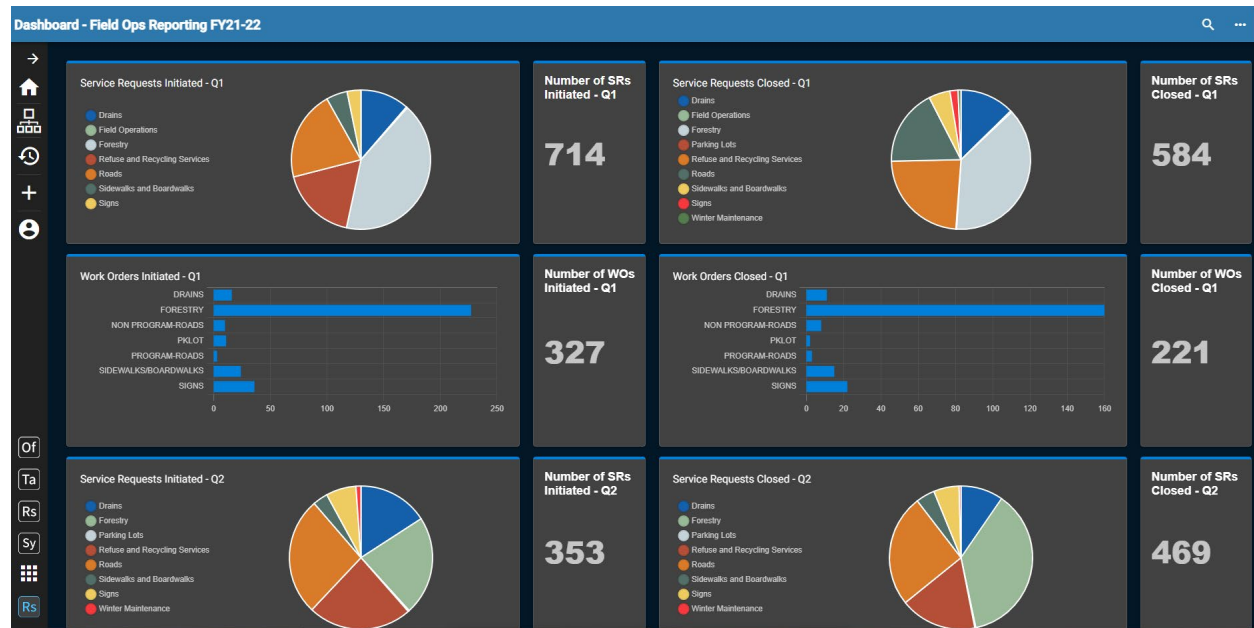 Dashboard - Field Ops Reporting FY21-22
Service Requests Initiated - Q1
Drains
Field Operations
Forestry
Refuse and Recycling Services
Roads
Sidewalks and Boardwalks
Signs
Number of SRs
Initiated - Q1
714
Service Requests Closed - Q1
Drains
Field Operations
Forestry
Parking Lots
Refuse and Recycling Services
Roads
Sidewalks and Boardwalks
Signs
Winter Maintenance
Number of SRs
Closed - Q1
584
Work Orders Initiated - Q1
DRAINS
FORESTRY
NON PROGRAM-ROADS
PKLOT
PROGRAM-ROADS
SIDEWALKS/BOARDWALKS
SIGNS
0 50 100 150 200 250
Number of WOs
Initiated - Q1
327
Work Orders Closed - Q1
DRAINS
FORESTRY
NON PROGRAM-ROADS
PKLOT
PROGRAM-ROADS
SIDEWALKS/BOARDWALKS
SIGNS
0 20 40 60 80 100 120 140 160
Number of WOs
Closed - Q1
221
Of
Ta
Rs
Sy
Rs
Service Requests Initiated - Q2
Drains
Forestry
Parking Lots
Refuse and Recycling Services
Roads
Sidewalks and Boardwalks
Signs
Winter Maintenance
Number of SRs
Initiated - Q2
353
Service Requests Closed - Q2
Drains
Forestry
Parking Lots
Refuse and Recycling Services
Roads
Sidewalks and Boardwalks
Signs
Winter Maintenance
Number of SRs
Closed - Q2
469